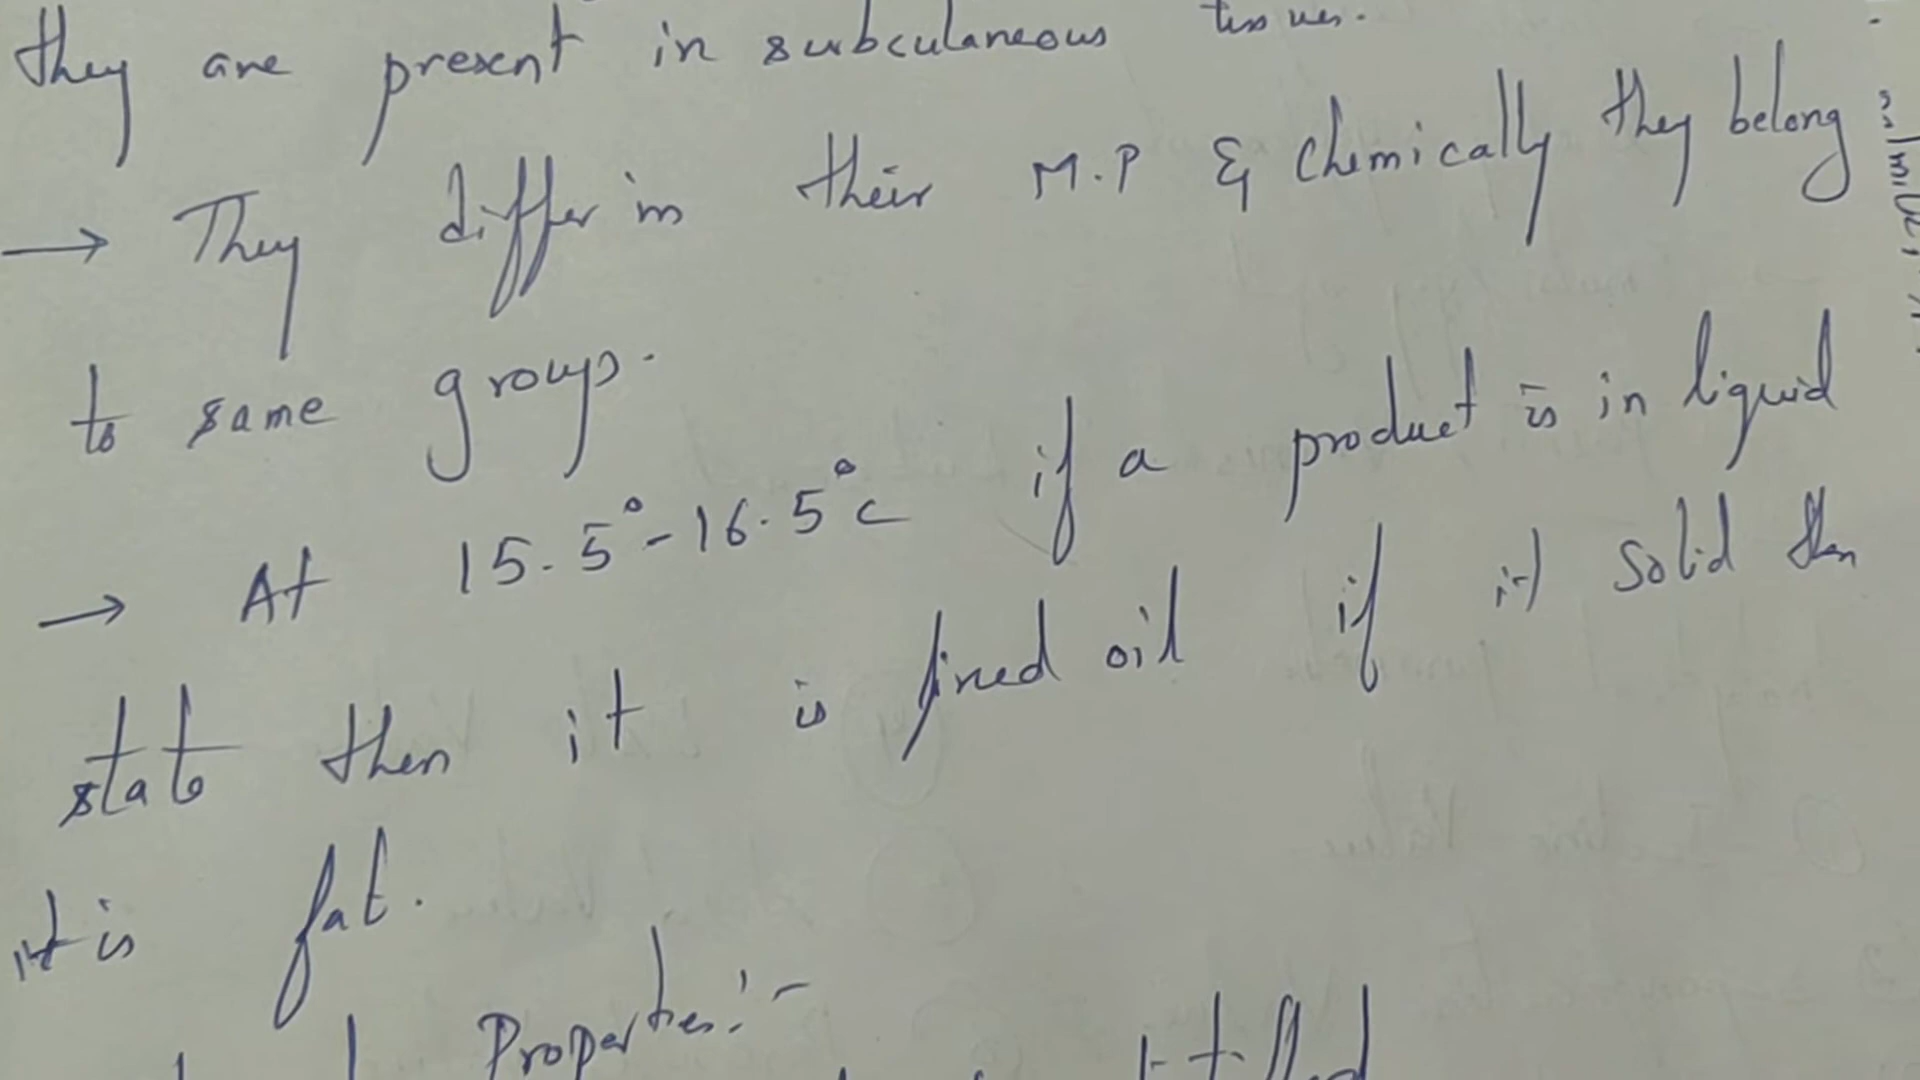 they are present in subculaneous tissues.
→ They differ in their M.P & chemically they belong
to same groups.
→ At 15.5°-16.5°c if a product is in liquid
state then it is fixed oil if it solid then
it is fat.
Properties:-